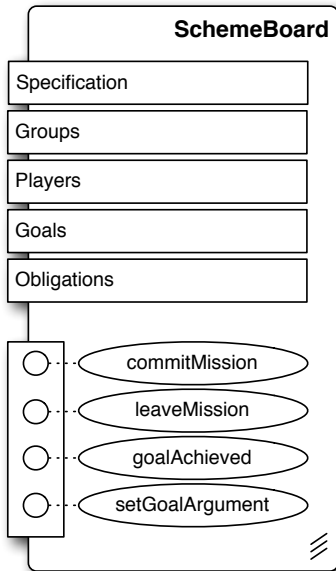 SchemeBoard
Specification
Groups
Players
Goals
Obligations
commitMission
leaveMission
goalAchieved
setGoalArgument